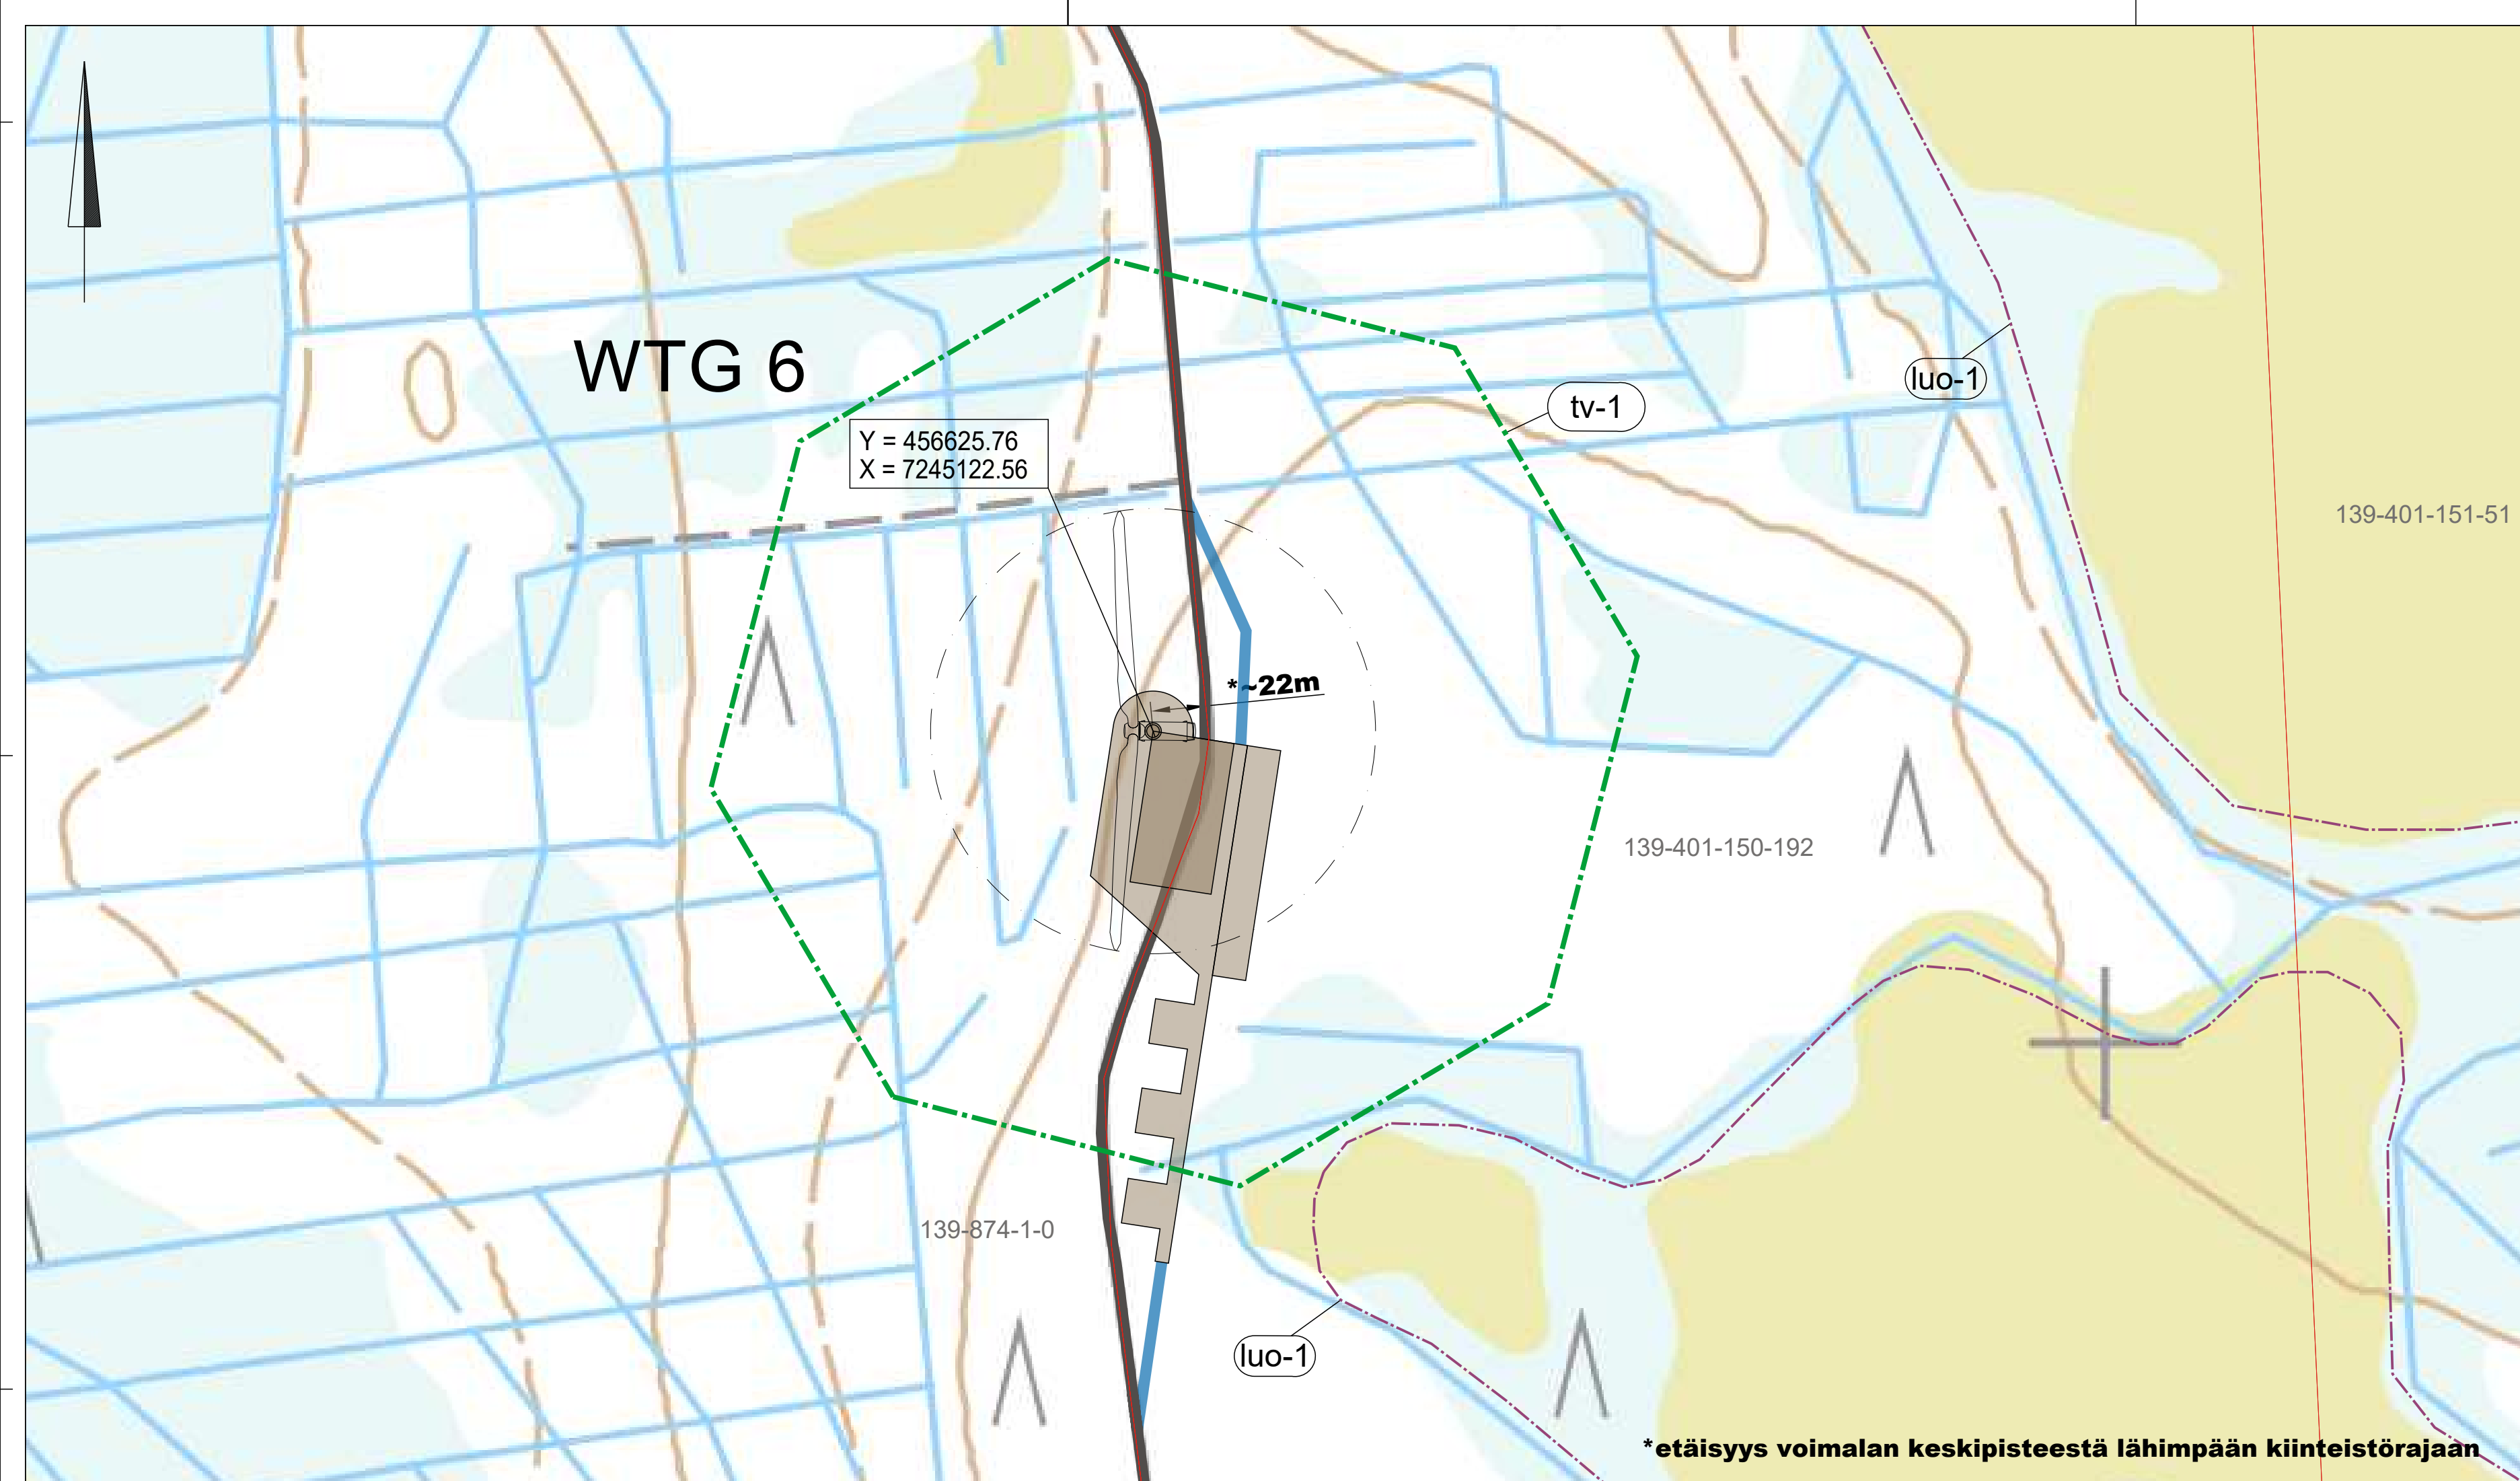 WTG 6
luo-1
tv-1
Y = 456625.76
X = 7245122.56
139-401-151-51
*~22m
139-401-150-192
139-874-1-0
luo-1
*etäisyys voimalan keskipisteestä lähimpään kiinteistörajaan